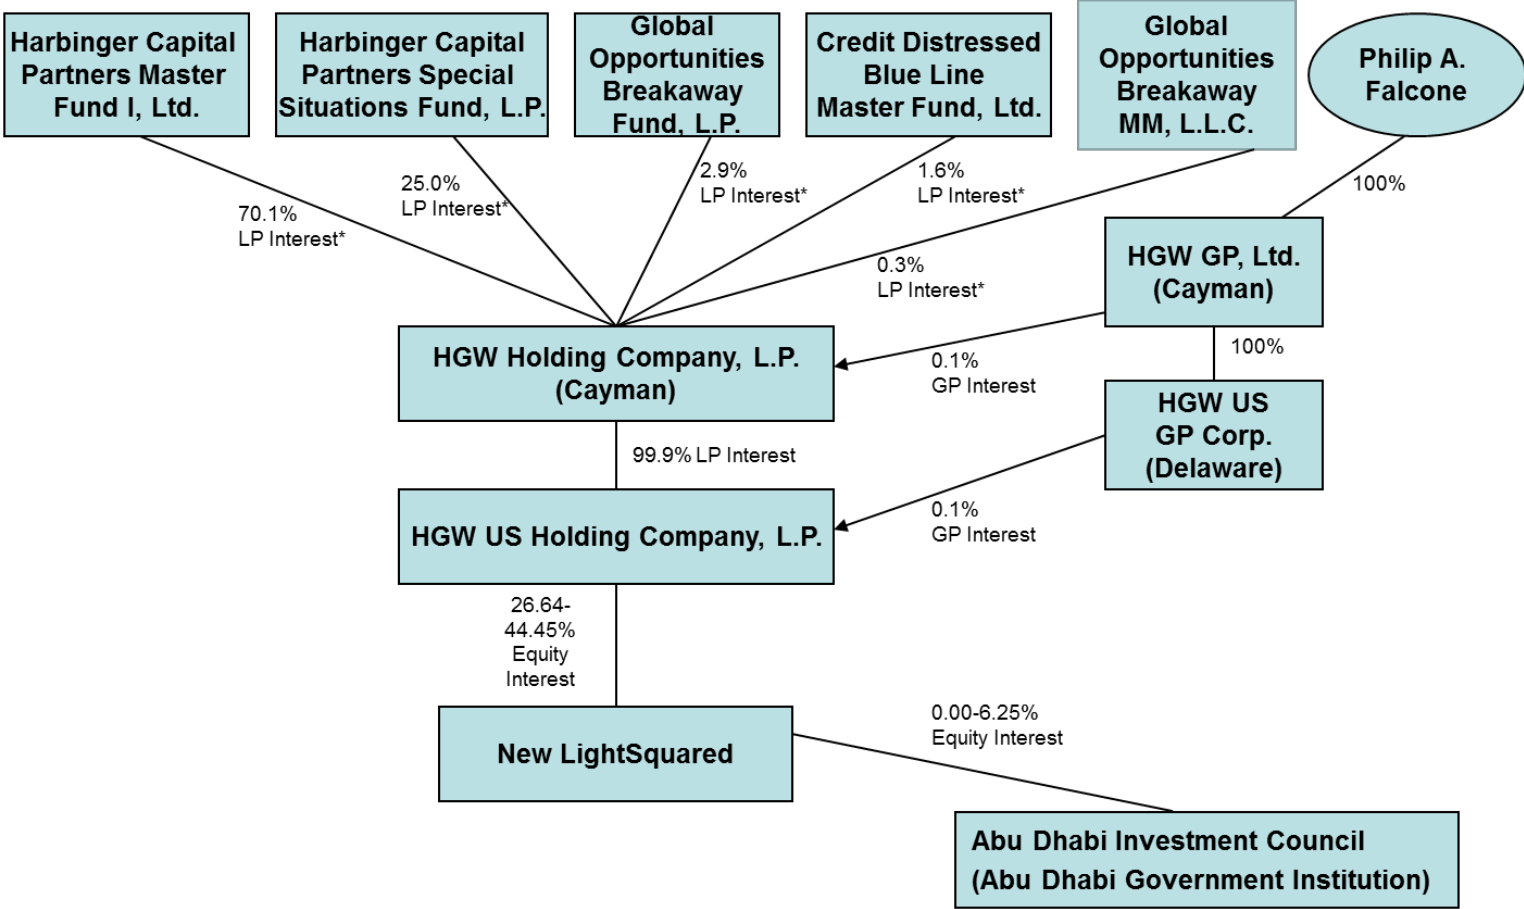 Harbinger Capital
Partners Master
Fund I, Ltd.
Harbinger Capital
Partners Special
Situations Fund, L.P.
Global
Opportunities
Breakaway
Fund, L.P.
Credit Distressed
Blue Line
Master Fund, Ltd.
Global
Opportunities
Breakaway
MM, L.L.C.
Philip A.
Falcone
70.1%
LP Interest*
25.0%
LP Interest*
2.9%
LP Interest*
1.6%
LP Interest*
0.3%
LP Interest*
100%
HGW GP, Ltd.
(Cayman)
HGW Holding Company, L.P.
(Cayman)
0.1%
GP Interest
100%
HGW US
GP Corp.
(Delaware)
99.9% LP Interest
HGW US Holding Company, L.P.
0.1%
GP Interest
26.64-
44.45%
Equity
Interest
New LightSquared
0.00-6.25%
Equity Interest
Abu Dhabi Investment Council
(Abu Dhabi Government Institution)